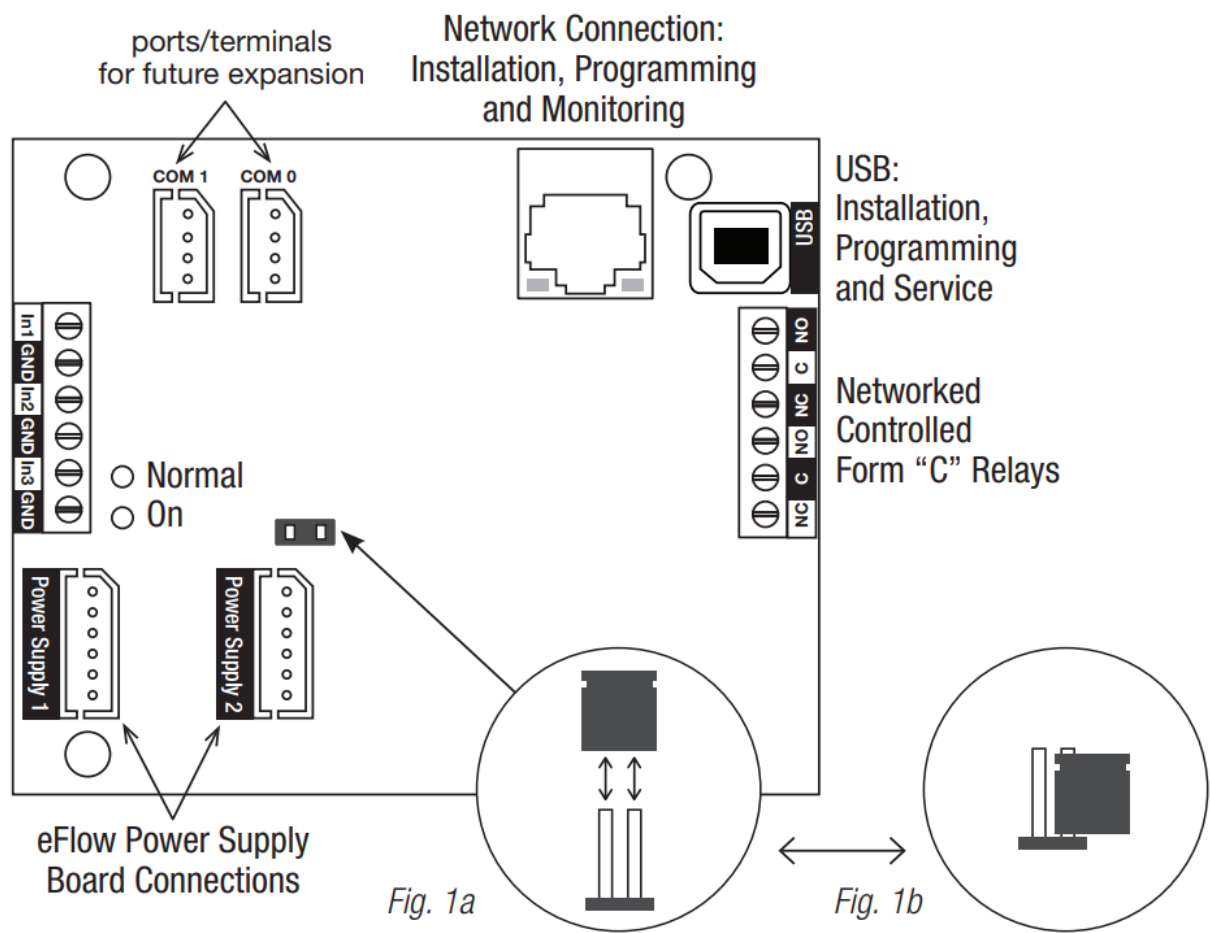 ports/terminals
for future expansion
Network Connection:
Installation, Programming
and Monitoring
COM 1
COM 0
USB
USB:
Installation,
Programming
and Service
In1
GND
In2
GND
In3
GND
NO
C
NC
NO
C
NC
Networked
Controlled
Form “C” Relays
Normal
On
Power Supply 1
Power Supply 2
eFlow Power Supply
Board Connections
Fig. 1a
Fig. 1b